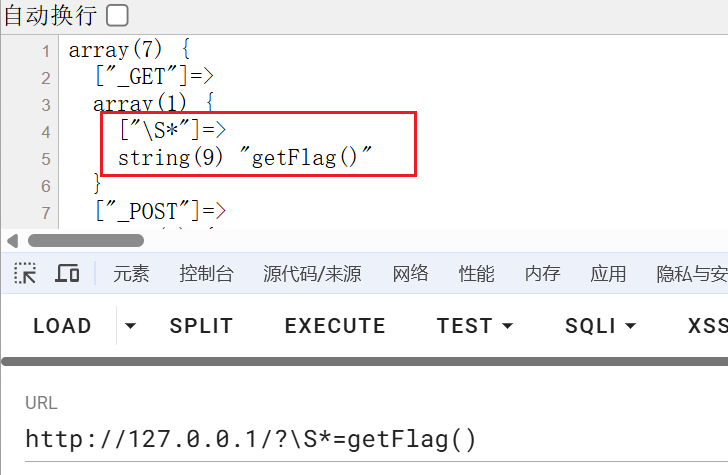 自动换行
1 array(7) {
2 ["_GET"]=>
3 array(1) {
4 ["\S*"]=>
5 string(9) "getFlag()"
6 }
7 ["_POST"]=>
元素 控制台 源代码/来源 网络 性能 内存 应用 隐私与安
LOAD SPLIT EXECUTE TEST SQLI XSS
URL
http://127.0.0.1/?\S*=getFlag()